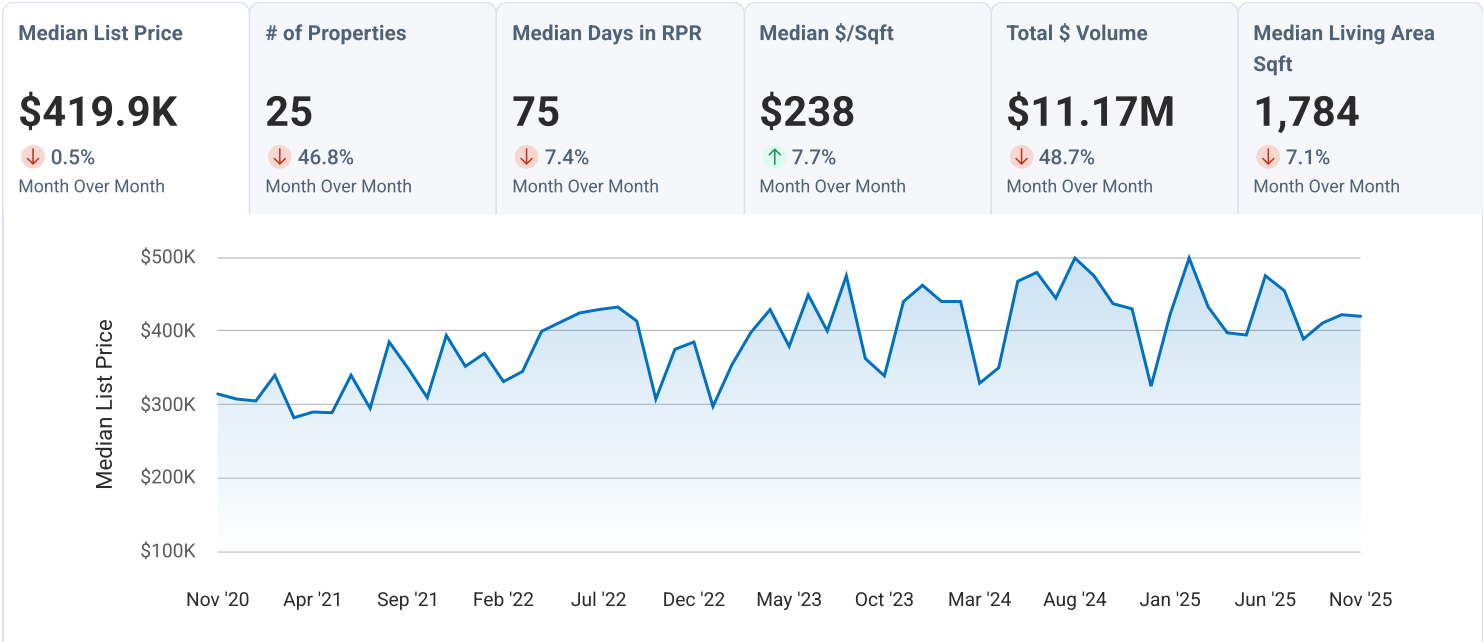 Median List Price
$419.9K
0.5%
Month Over Month
# of Properties
25
46.8%
Month Over Month
Median Days in RPR
75
7.4%
Month Over Month
Median $/Sqft
$238
7.7%
Month Over Month
Total $ Volume
$11.17M
48.7%
Month Over Month
Median Living Area
Sqft
1,784
7.1%
Month Over Month
Median List Price
$500K
$400K
$300K
$200K
$100K
Nov '20 Apr '21 Sep '21 Feb '22 Jul '22 Dec '22 May '23 Oct '23 Mar '24 Aug '24 Jan '25 Jun '25 Nov '25